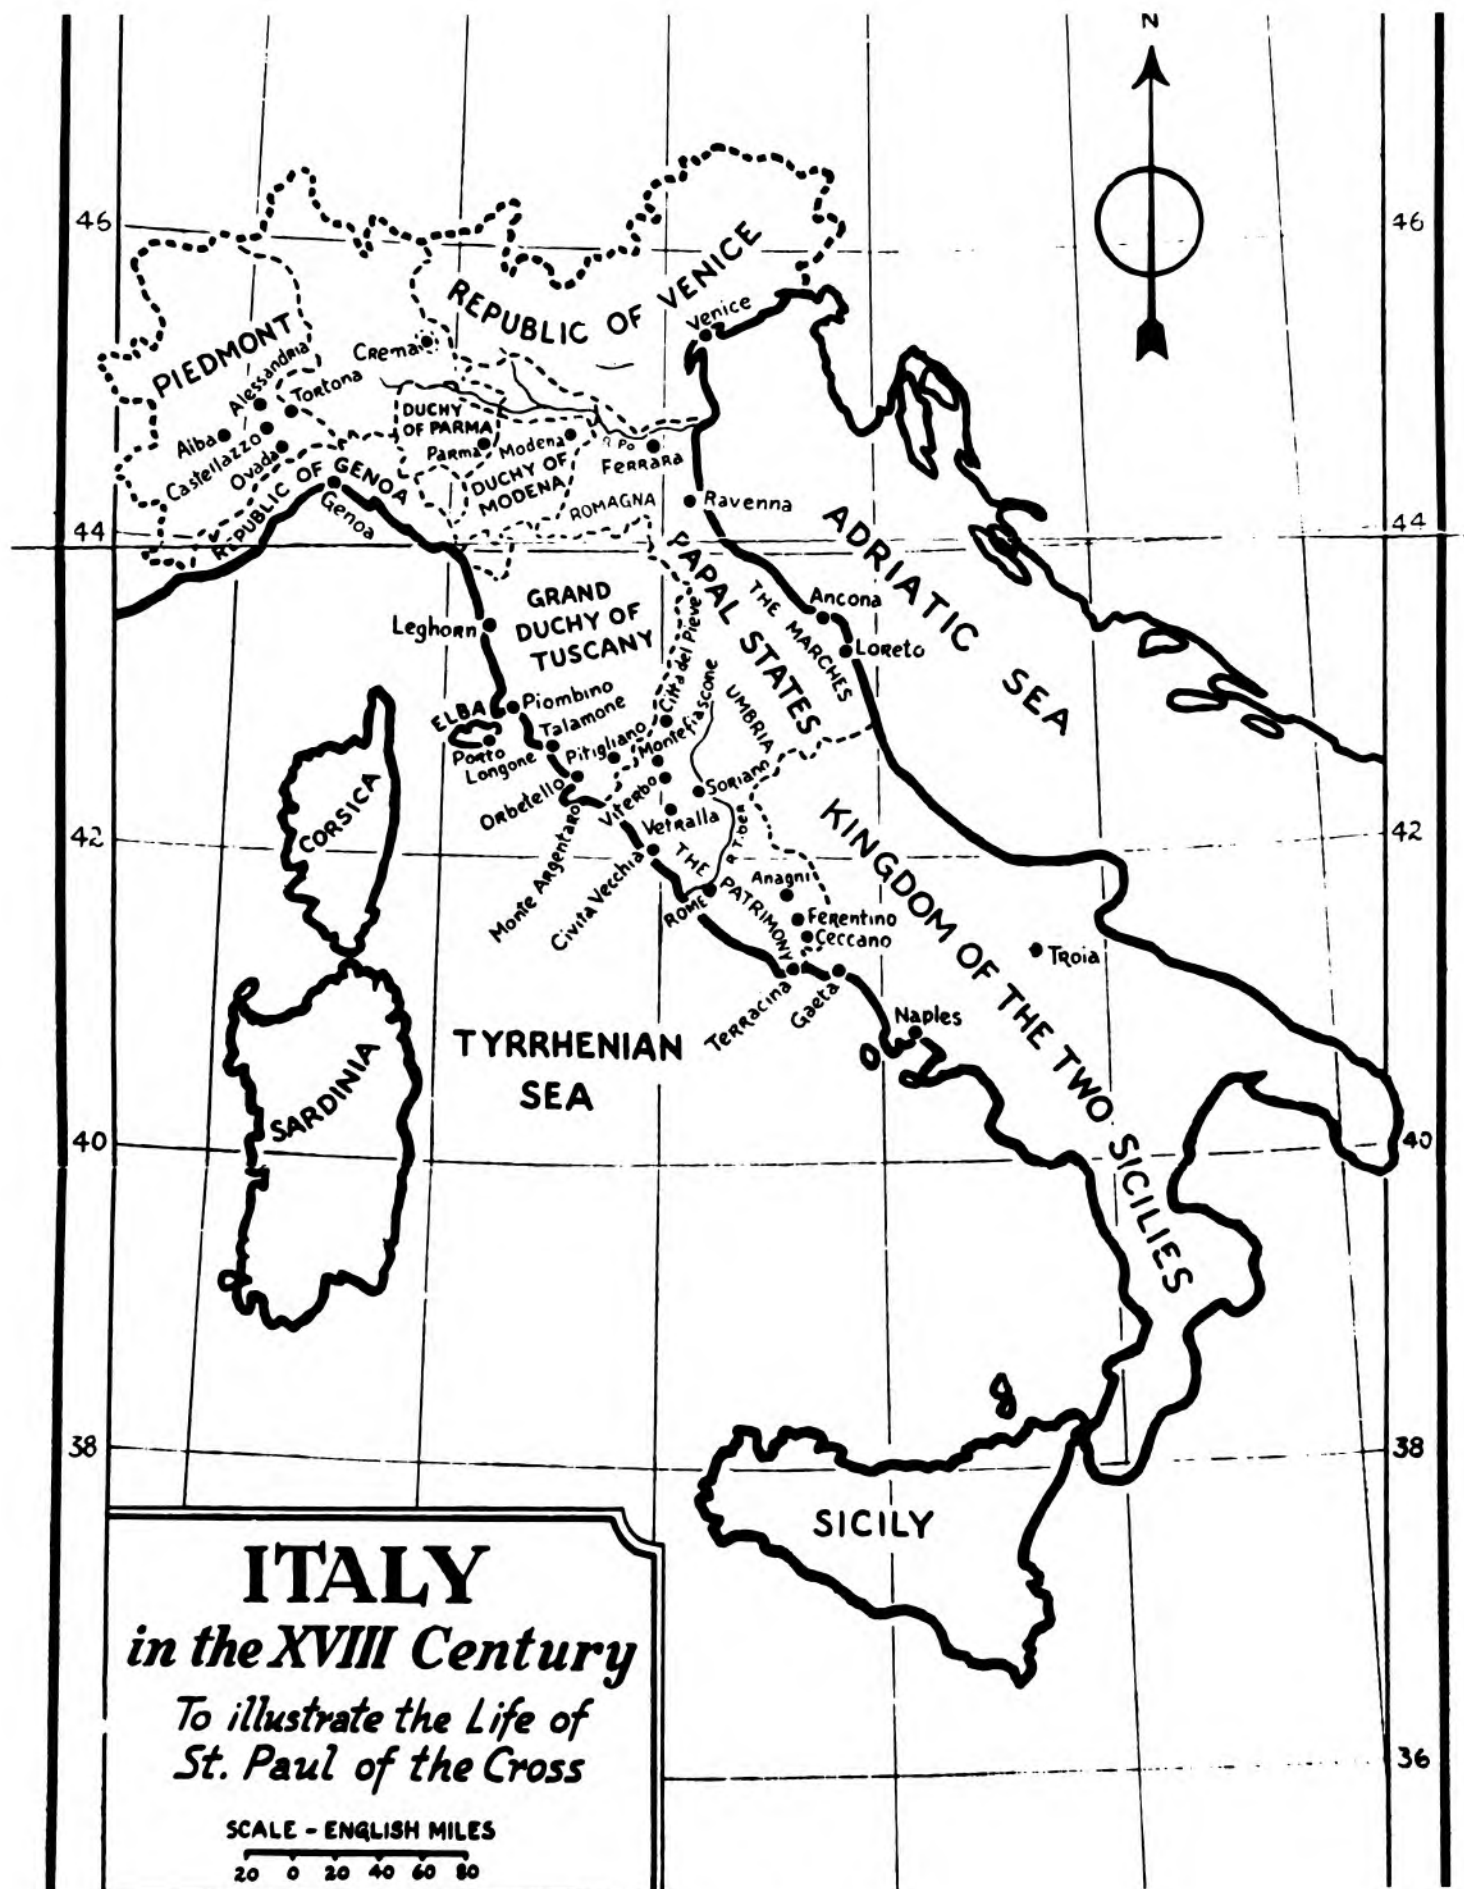 N
46
46
REPUBLIC OF VENICE
Venice
PIEDMONT
Crema
Alessandria
Tortona
DUCHY
OF PARMA
Parma
Modena
R Po
Alba
Castellazzo
Ovada
FERRARA
DUCHY OF
MODENA
REPUBLIC OF GENOA
Genoa
ROMAGNA
Ravenna
44
44
ADRIATIC SEA
PAPAL STATES
THE MARCHES
Ancona
Loreto
GRAND
DUCHY OF
TUSCANY
Leghorn
Citta del Pieve
Montefiascone
UMBRIA
ELBA
Piombino
Talamone
Porto
Longone
Pitigliano
Orbetello
Viterbo
Soriano
Vetralla
R Tiber
Monte Argentaro
Civita Vecchia
CORSICA
42
42
THE PATRIMONY
ROME
Anagni
Ferentino
Ceccano
KINGDOM OF THE TWO SICILIES
Troia
Terracina
Gaeta
Naples
TYRRHENIAN
SEA
SARDINIA
40
40
38
38
SICILY
36
ITALY
in the XVIII Century
To illustrate the Life of
St. Paul of the Cross
SCALE - ENGLISH MILES
20 0 20 40 60 80